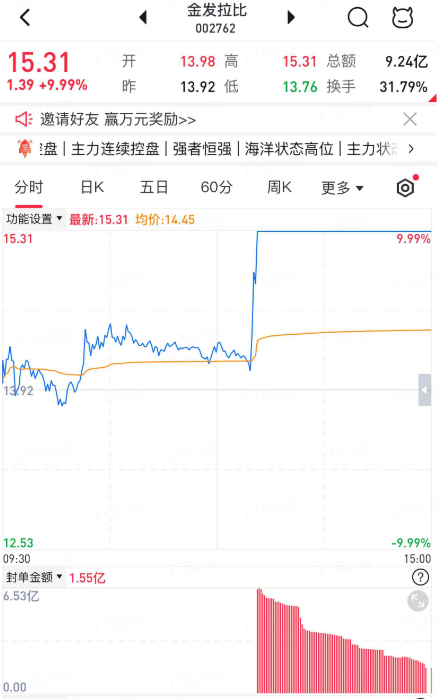 金发拉比
002762
15.31 开 13.98 高 15.31 总额 9.24亿
1.39 +9.99% 昨 13.92 低 13.76 换手 31.79%
邀请好友 赢万元奖励>>
控盘 | 主力连续控盘 | 强者恒强 | 海洋状态高位 | 主力状态
分时 日K 五日 60分 周K 更多
功能设置 最新:15.31 均价:14.45
15.31 9.99%
13.92
12.53 -9.99%
09:30 15:00
封单金额 1.55亿
6.53亿
0.00
178298